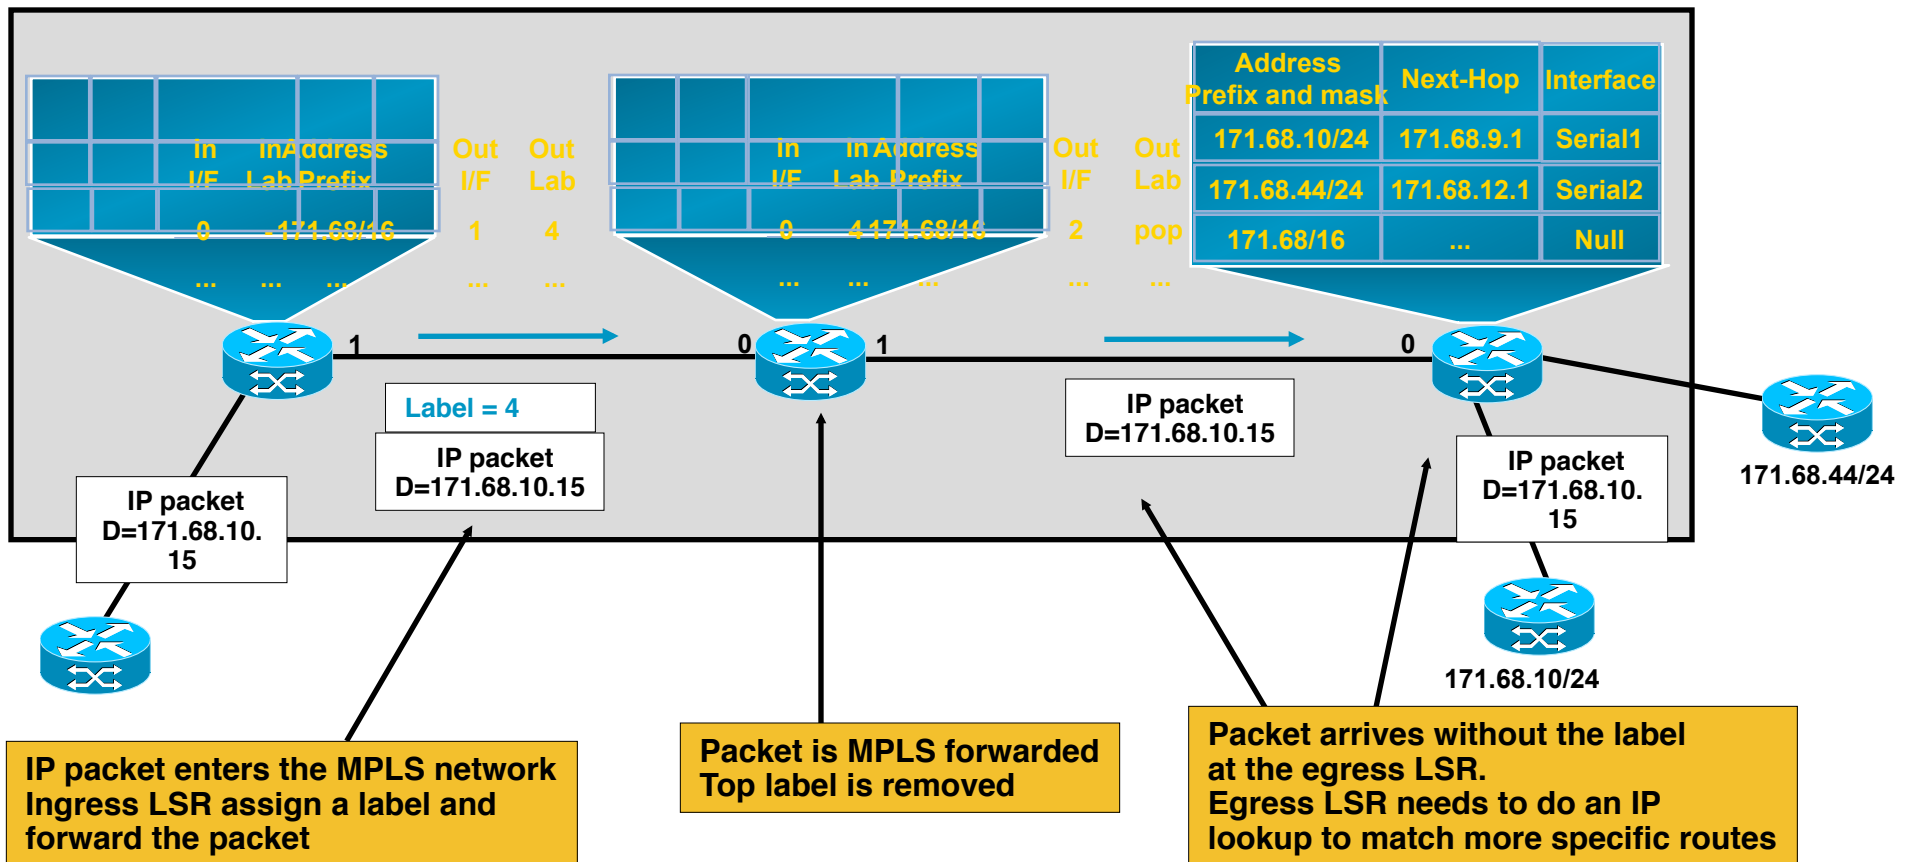 In In Address Out Out
I/F Lab Prefix I/F Lab
0 - 171.68/16 1 4
... ... ... ... ...
In In Address Out Out
I/F Lab Prefix I/F Lab
0 4 171.68/16 2 pop
... ... ... ... ...
Address
Prefix and mask Next-Hop Interface
171.68.10/24 171.68.9.1 Serial1
171.68.44/24 171.68.12.1 Serial2
171.68/16 ... Null
1
0
1
0
Label = 4
IP packet
D=171.68.10.15
IP packet
D=171.68.10.15
IP packet
D=171.68.10.
15
IP packet
D=171.68.10.
15
171.68.44/24
171.68.10/24
IP packet enters the MPLS network
Ingress LSR assign a label and
forward the packet
Packet is MPLS forwarded
Top label is removed
Packet arrives without the label
at the egress LSR.
Egress LSR needs to do an IP
lookup to match more specific routes